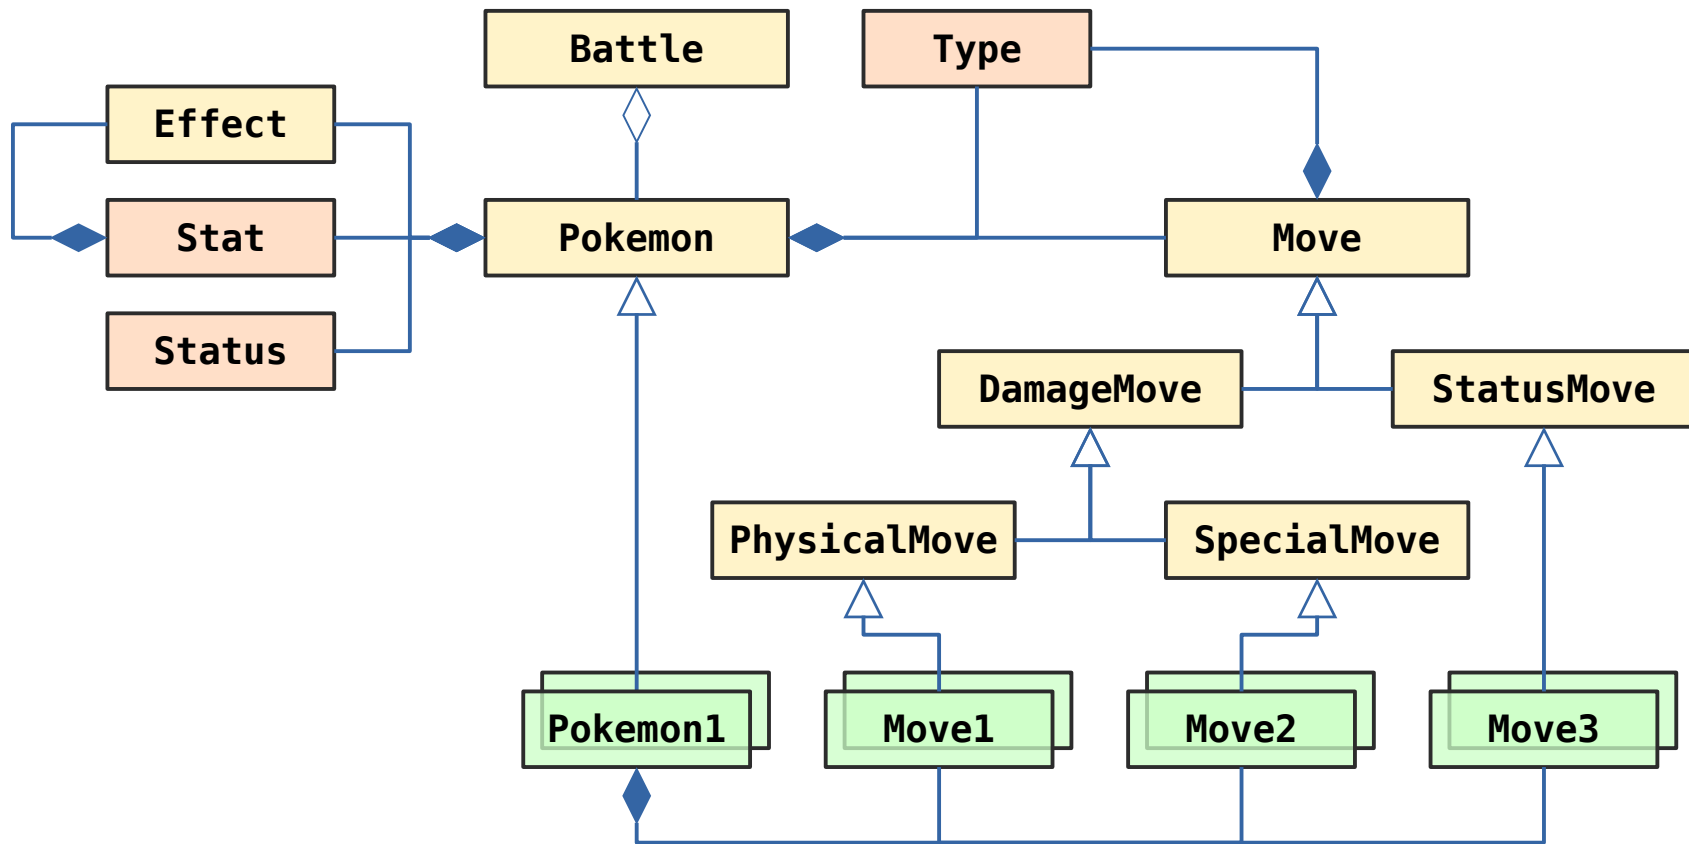 Battle
Type
Effect
Stat
Pokemon
Move
Status
DamageMove
StatusMove
PhysicalMove
SpecialMove
Pokemon1
Move1
Move2
Move3